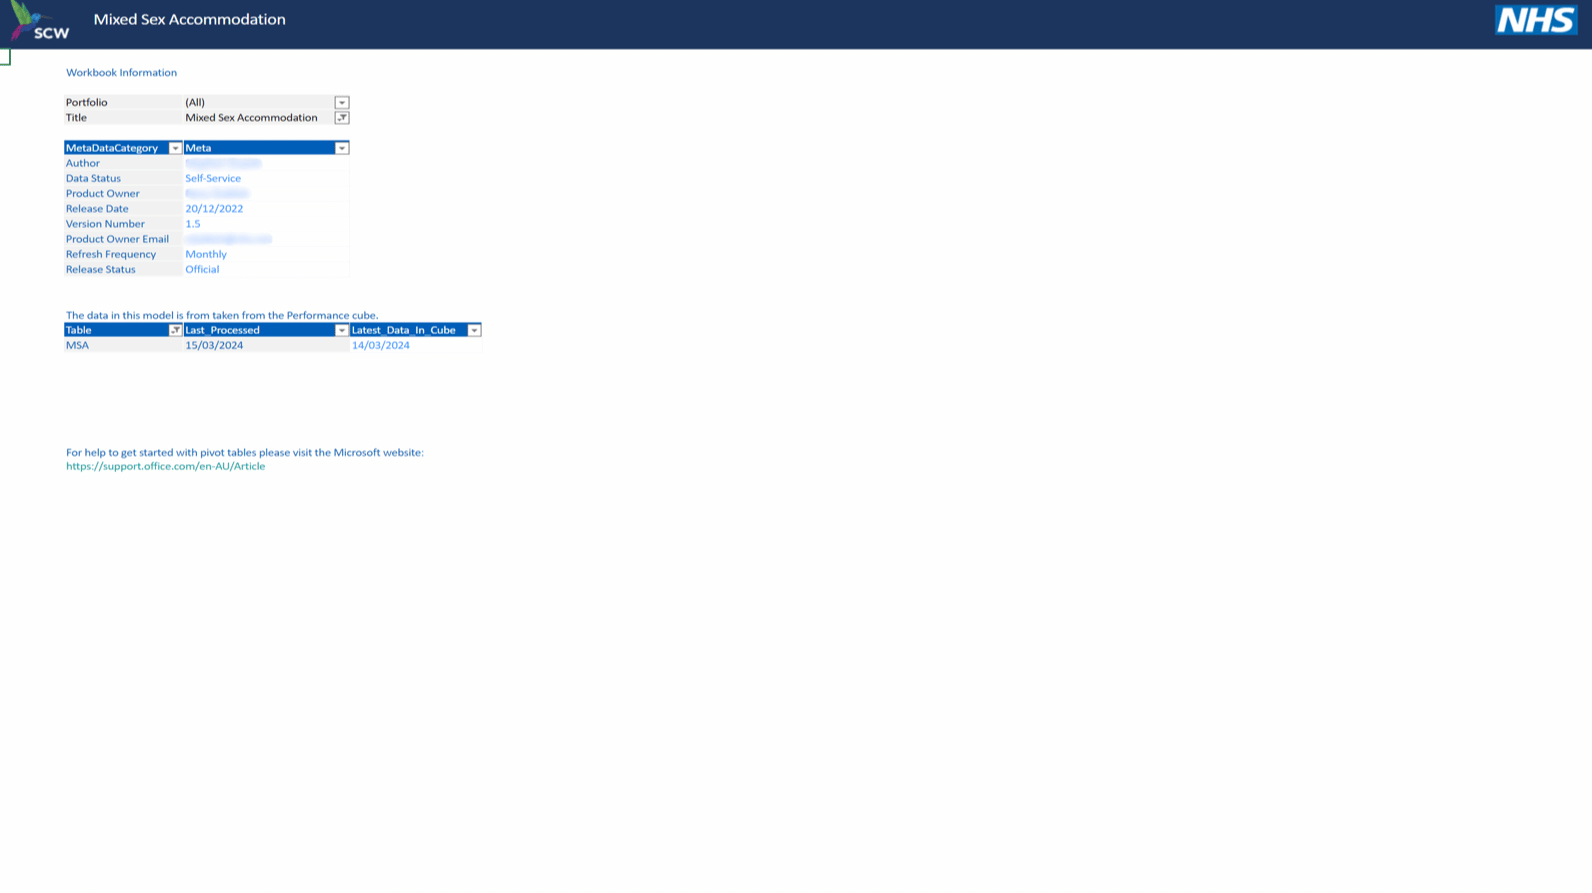 SCW
Mixed Sex Accommodation
NHS
Workbook Information
Portfolio (All)
Title Mixed Sex Accommodation
MetaDataCategory Meta
Author
Data Status Self-Service
Product Owner
Release Date 20/12/2022
Version Number 1.5
Product Owner Email
Refresh Frequency Monthly
Release Status Official
The data in this model is from taken from the Performance cube.
Table Last_Processed Latest_Data_In_Cube
MSA 15/03/2024 14/03/2024
For help to get started with pivot tables please visit the Microsoft website:
https://support.office.com/en-AU/Article